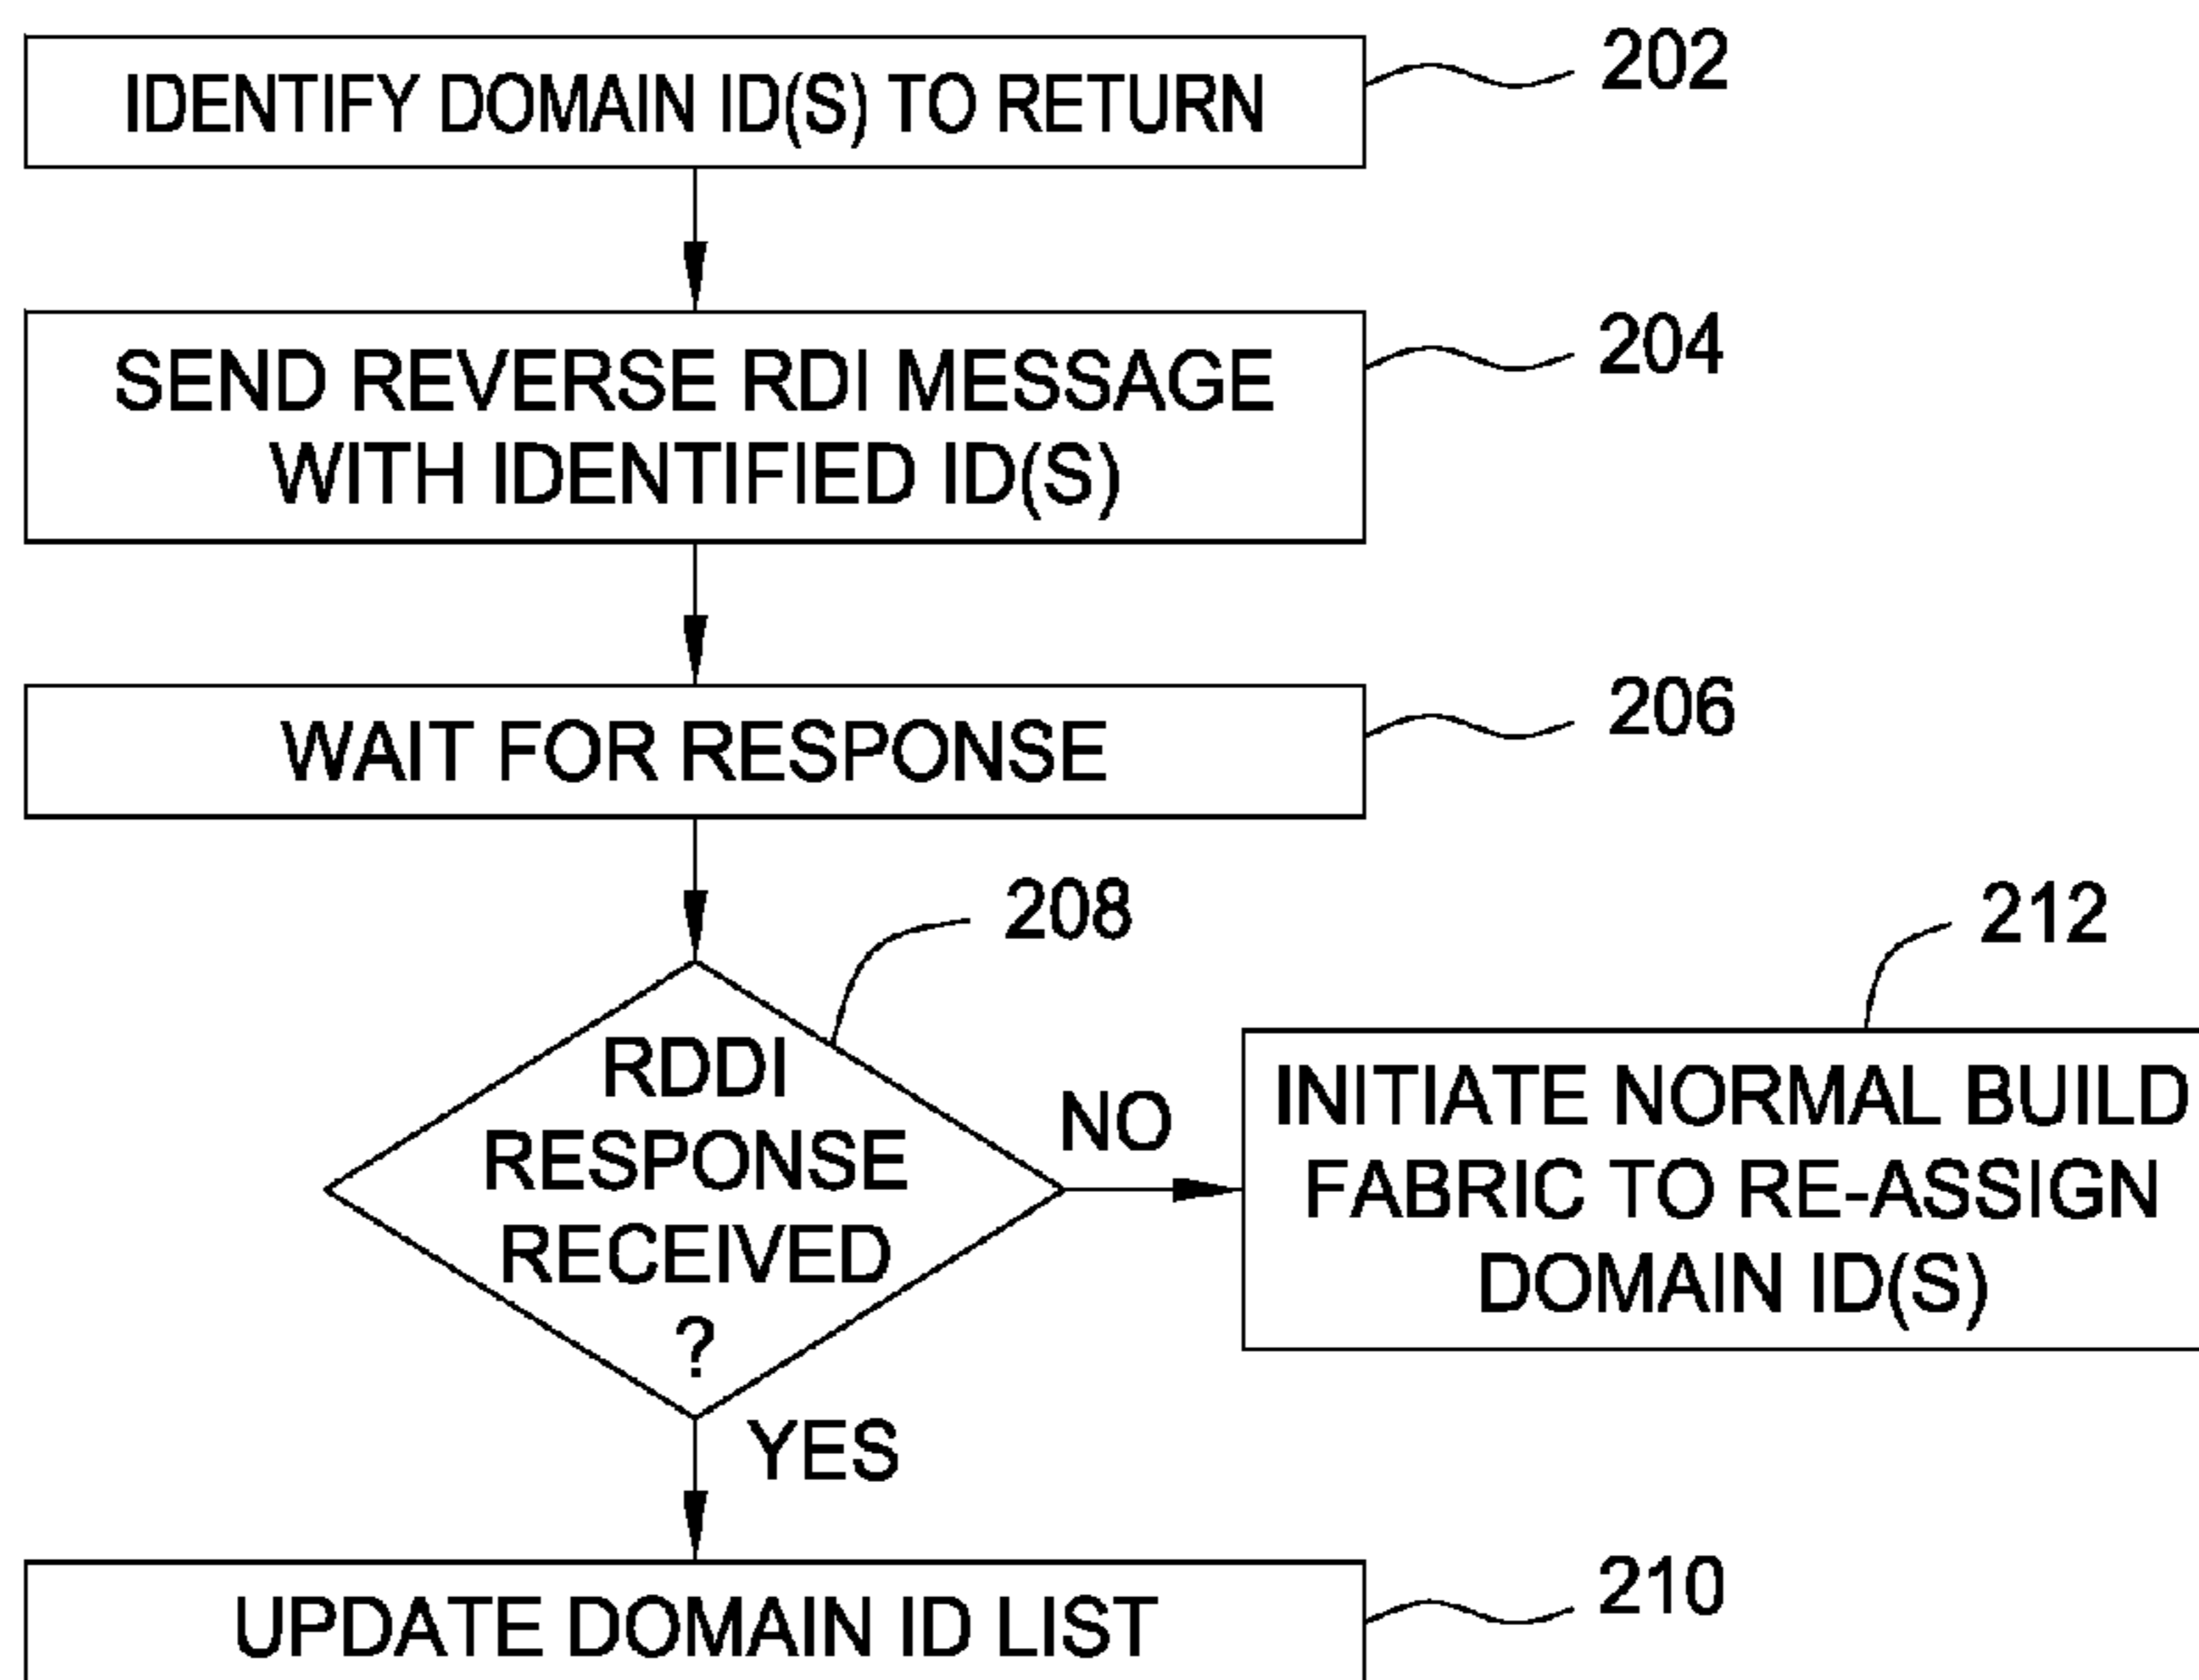 IDENTIFY DOMAIN ID(S) TO RETURN
202
SEND REVERSE RDI MESSAGE
WITH IDENTIFIED ID(S)
204
WAIT FOR RESPONSE
206
RDDI
RESPONSE
RECEIVED
?
208
NO
INITIATE NORMAL BUILD
FABRIC TO RE-ASSIGN
DOMAIN ID(S)
212
YES
UPDATE DOMAIN ID LIST
210